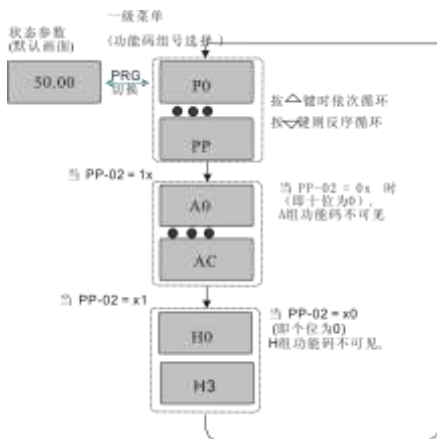 一级菜单
状态参数
(默认画面)
(功能码组号选择)
50.00
PRG
切换
P0
PP
按△键时依次循环
按▽键则反序循环
当 PP-02 = 1x
A0
AC
当 PP-02 = 0x 时
(即十位为0),
A组功能码不可见
当 PP-02 = x1
H0
H3
当 PP-02 = x0
(即个位为0)
H组功能码不可见.